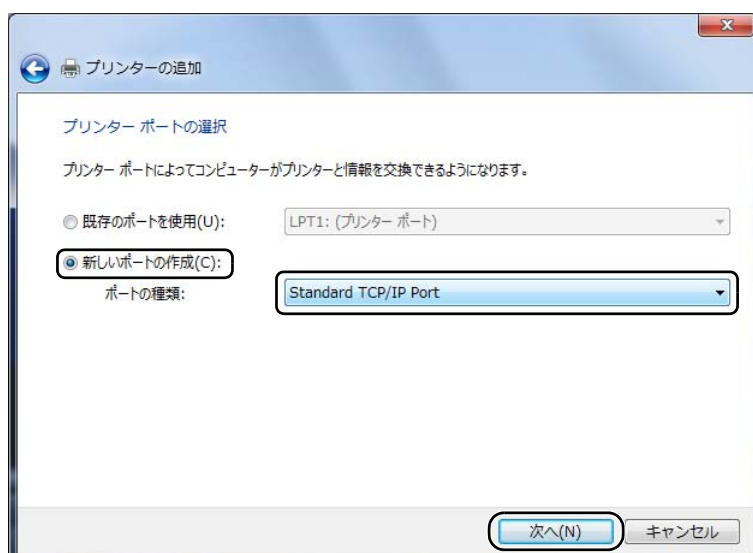 プリンターの追加
プリンター ポートの選択
プリンター ポートによってコンピューターがプリンターと情報を交換できるようになります。
既存のポートを使用(U):
LPT1: (プリンター ポート)
新しいポートの作成(C):
ポートの種類:
Standard TCP/IP Port
次へ(N)
キャンセル